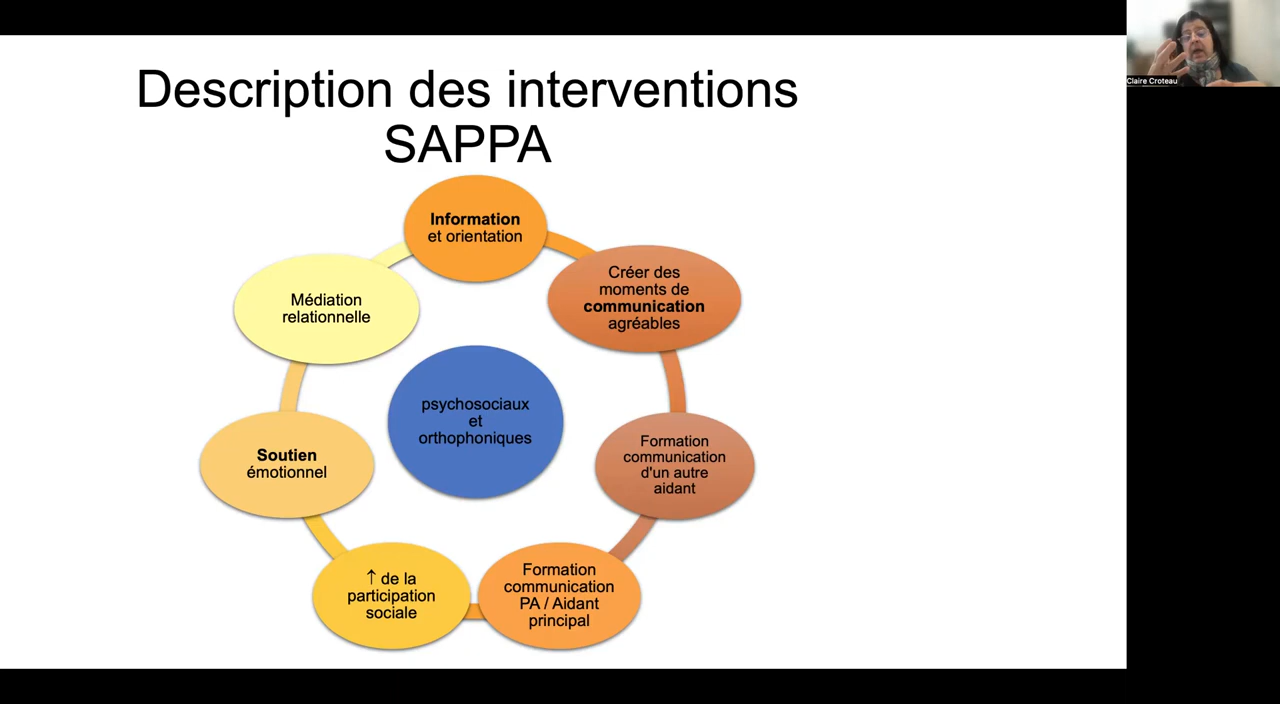 Description des interventions
SAPPA
Claire Croteau
Information
et orientation
Créer des
moments de
communication
agréables
Formation
communication
d'un autre
aidant
Formation
communication
PA / Aidant
principal
↑ de la
participation
sociale
Soutien
émotionnel
Médiation
relationnelle
psychosociaux
et
orthophoniques